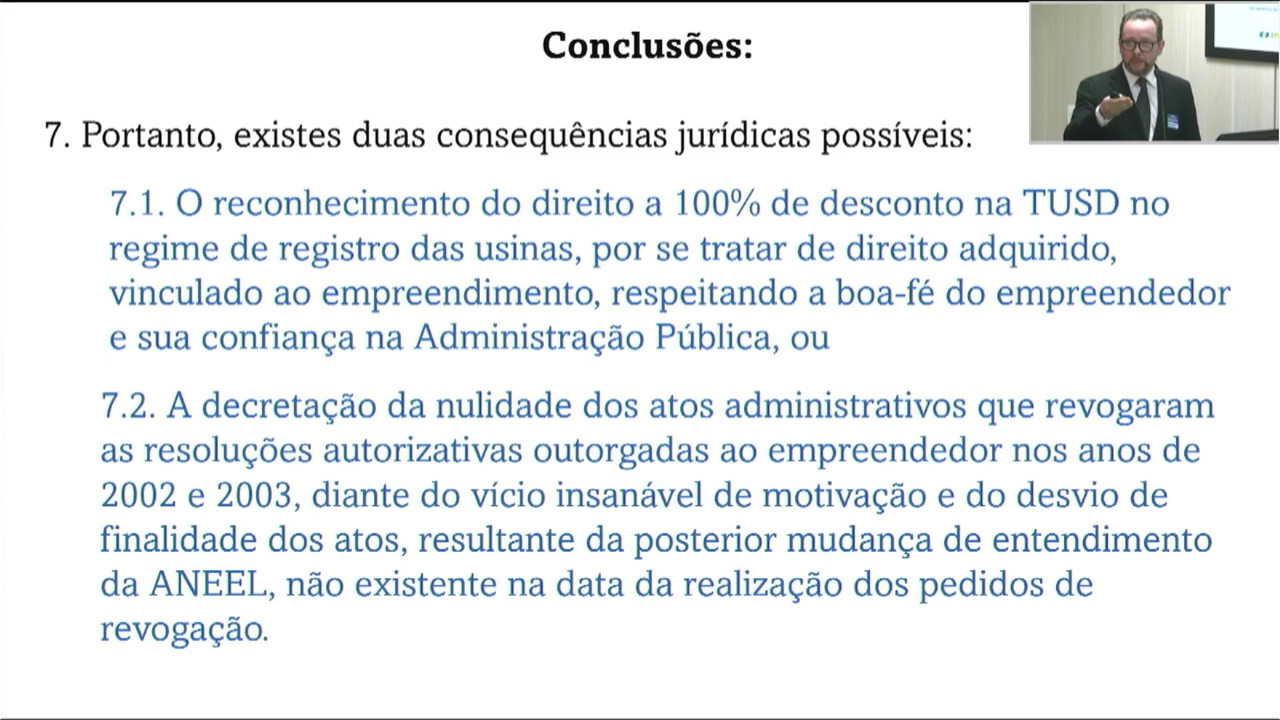 Conclusões:
7. Portanto, existes duas consequências jurídicas possíveis:
7.1. O reconhecimento do direito a 100% de desconto na TUSD no
regime de registro das usinas, por se tratar de direito adquirido,
vinculado ao empreendimento, respeitando a boa-fé do empreendedor
e sua confiança na Administração Pública, ou
7.2. A decretação da nulidade dos atos administrativos que revogaram
as resoluções autorizativas outorgadas ao empreendedor nos anos de
2002 e 2003, diante do vício insanável de motivação e do desvio de
finalidade dos atos, resultante da posterior mudança de entendimento
da ANEEL, não existente na data da realização dos pedidos de
revogação.